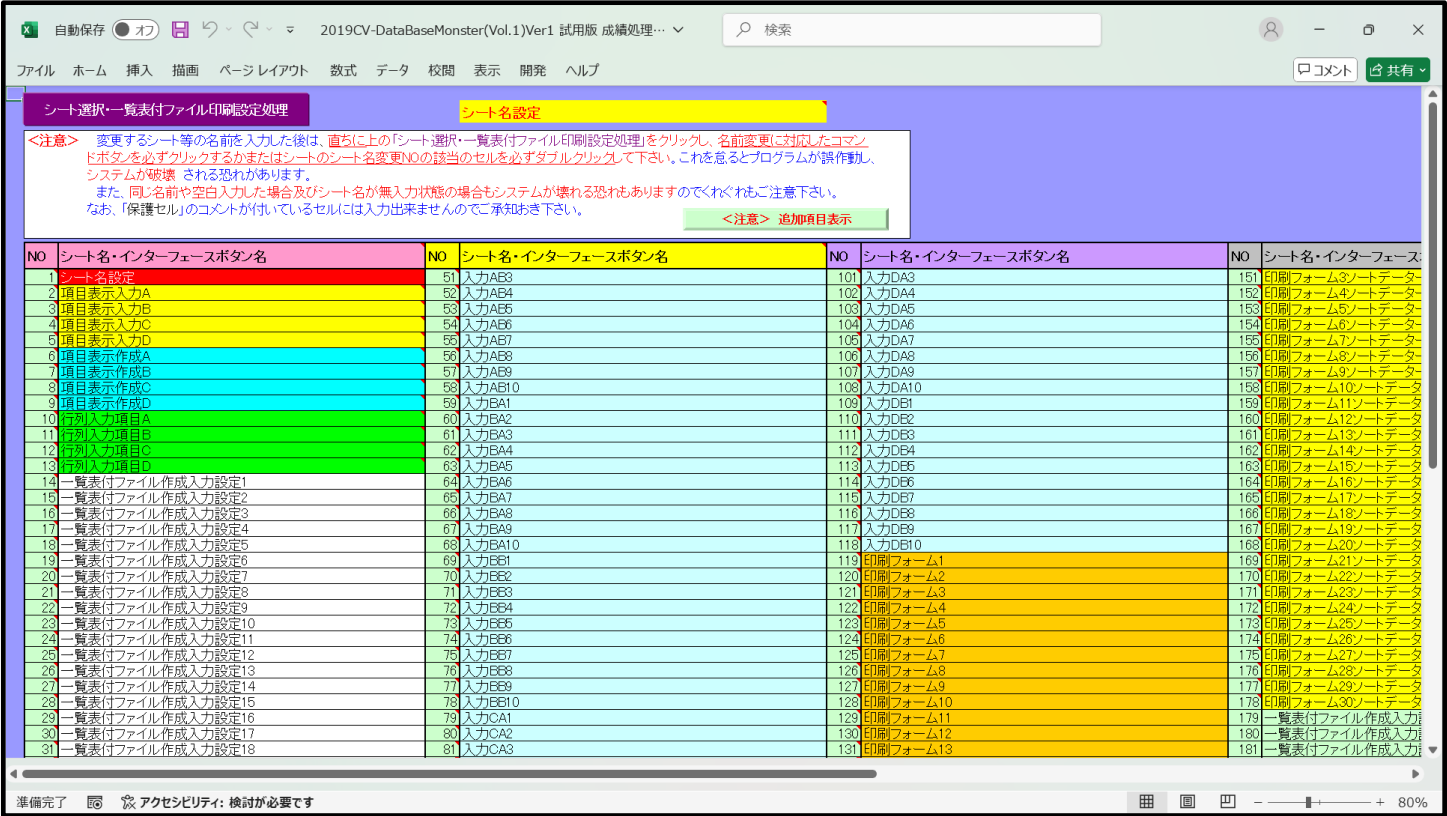 自動保存 オフ 2019CV-DataBaseMonster(Vol.1)Ver1 試用版 成績処理… 検索
ファイル ホーム 挿入 描画 ページ レイアウト 数式 データ 校閲 表示 開発 ヘルプ コメント 共有
シート選択・一覧表付ファイル印刷設定処理 シート名設定
<注意> 変更するシート等の名前を入力した後は、直ちに上の「シート選択・一覧表付ファイル印刷設定処理」をクリックし、名前変更に対応したコマン
ドボタンを必ずクリックするかまたはシートのシート名変更NOの該当のセルを必ずダブルクリックして下さい。これを怠るとプログラムが誤作動し、
システムが破壊 される恐れがあります。
また、同じ名前や空白入力した場合及びシート名が無入力状態の場合もシステムが壊れる恐れもありますのでくれぐれもご注意下さい。
なお、「保護セル」のコメントが付いているセルには入力出来ませんのでご承知おき下さい。
<注意> 追加項目表示
NO シート名・インターフェースボタン名 NO シート名・インターフェースボタン名 NO シート名・インターフェースボタン名 NO シート名・インターフェース
1 シート名設定 51 入力AB3 101 入力DA3 151 印刷フォーム3ソートデーター
2 項目表示入力A 52 入力AB4 102 入力DA4 152 印刷フォーム4ソートデーター
3 項目表示入力B 53 入力AB5 103 入力DA5 153 印刷フォーム5ソートデーター
4 項目表示入力C 54 入力AB6 104 入力DA6 154 印刷フォーム6ソートデーター
5 項目表示入力D 55 入力AB7 105 入力DA7 155 印刷フォーム7ソートデーター
6 項目表示作成A 56 入力AB8 106 入力DA8 156 印刷フォーム8ソートデーター
7 項目表示作成B 57 入力AB9 107 入力DA9 157 印刷フォーム9ソートデーター
8 項目表示作成C 58 入力AB10 108 入力DA10 158 印刷フォーム10ソートデータ
9 項目表示作成D 59 入力BA1 109 入力DB1 159 印刷フォーム11ソートデータ
10 行列入力項目A 60 入力BA2 110 入力DB2 160 印刷フォーム12ソートデータ
11 行列入力項目B 61 入力BA3 111 入力DB3 161 印刷フォーム13ソートデータ
12 行列入力項目C 62 入力BA4 112 入力DB4 162 印刷フォーム14ソートデータ
13 行列入力項目D 63 入力BA5 113 入力DB5 163 印刷フォーム15ソートデータ
14 一覧表付ファイル作成入力設定1 64 入力BA6 114 入力DB6 164 印刷フォーム16ソートデータ
15 一覧表付ファイル作成入力設定2 65 入力BA7 115 入力DB7 165 印刷フォーム17ソートデータ
16 一覧表付ファイル作成入力設定3 66 入力BA8 116 入力DB8 166 印刷フォーム18ソートデータ
17 一覧表付ファイル作成入力設定4 67 入力BA9 117 入力DB9 167 印刷フォーム19ソートデータ
18 一覧表付ファイル作成入力設定5 68 入力BA10 118 入力DB10 168 印刷フォーム20ソートデータ
19 一覧表付ファイル作成入力設定6 69 入力BB1 119 印刷フォーム1 169 印刷フォーム21ソートデータ
20 一覧表付ファイル作成入力設定7 70 入力BB2 120 印刷フォーム2 170 印刷フォーム22ソートデータ
21 一覧表付ファイル作成入力設定8 71 入力BB3 121 印刷フォーム3 171 印刷フォーム23ソートデータ
22 一覧表付ファイル作成入力設定9 72 入力BB4 122 印刷フォーム4 172 印刷フォーム24ソートデータ
23 一覧表付ファイル作成入力設定10 73 入力BB5 123 印刷フォーム5 173 印刷フォーム25ソートデータ
24 一覧表付ファイル作成入力設定11 74 入力BB6 124 印刷フォーム6 174 印刷フォーム26ソートデータ
25 一覧表付ファイル作成入力設定12 75 入力BB7 125 印刷フォーム7 175 印刷フォーム27ソートデータ
26 一覧表付ファイル作成入力設定13 76 入力BB8 126 印刷フォーム8 176 印刷フォーム28ソートデータ
27 一覧表付ファイル作成入力設定14 77 入力BB9 127 印刷フォーム9 177 印刷フォーム29ソートデータ
28 一覧表付ファイル作成入力設定15 78 入力BB10 128 印刷フォーム10 178 印刷フォーム30ソートデータ
29 一覧表付ファイル作成入力設定16 79 入力CA1 129 印刷フォーム11 179 一覧表付ファイル作成入力
30 一覧表付ファイル作成入力設定17 80 入力CA2 130 印刷フォーム12 180 一覧表付ファイル作成入力
31 一覧表付ファイル作成入力設定18 81 入力CA3 131 印刷フォーム13 181 一覧表付ファイル作成入力
準備完了 アクセシビリティ: 検討が必要です 80%